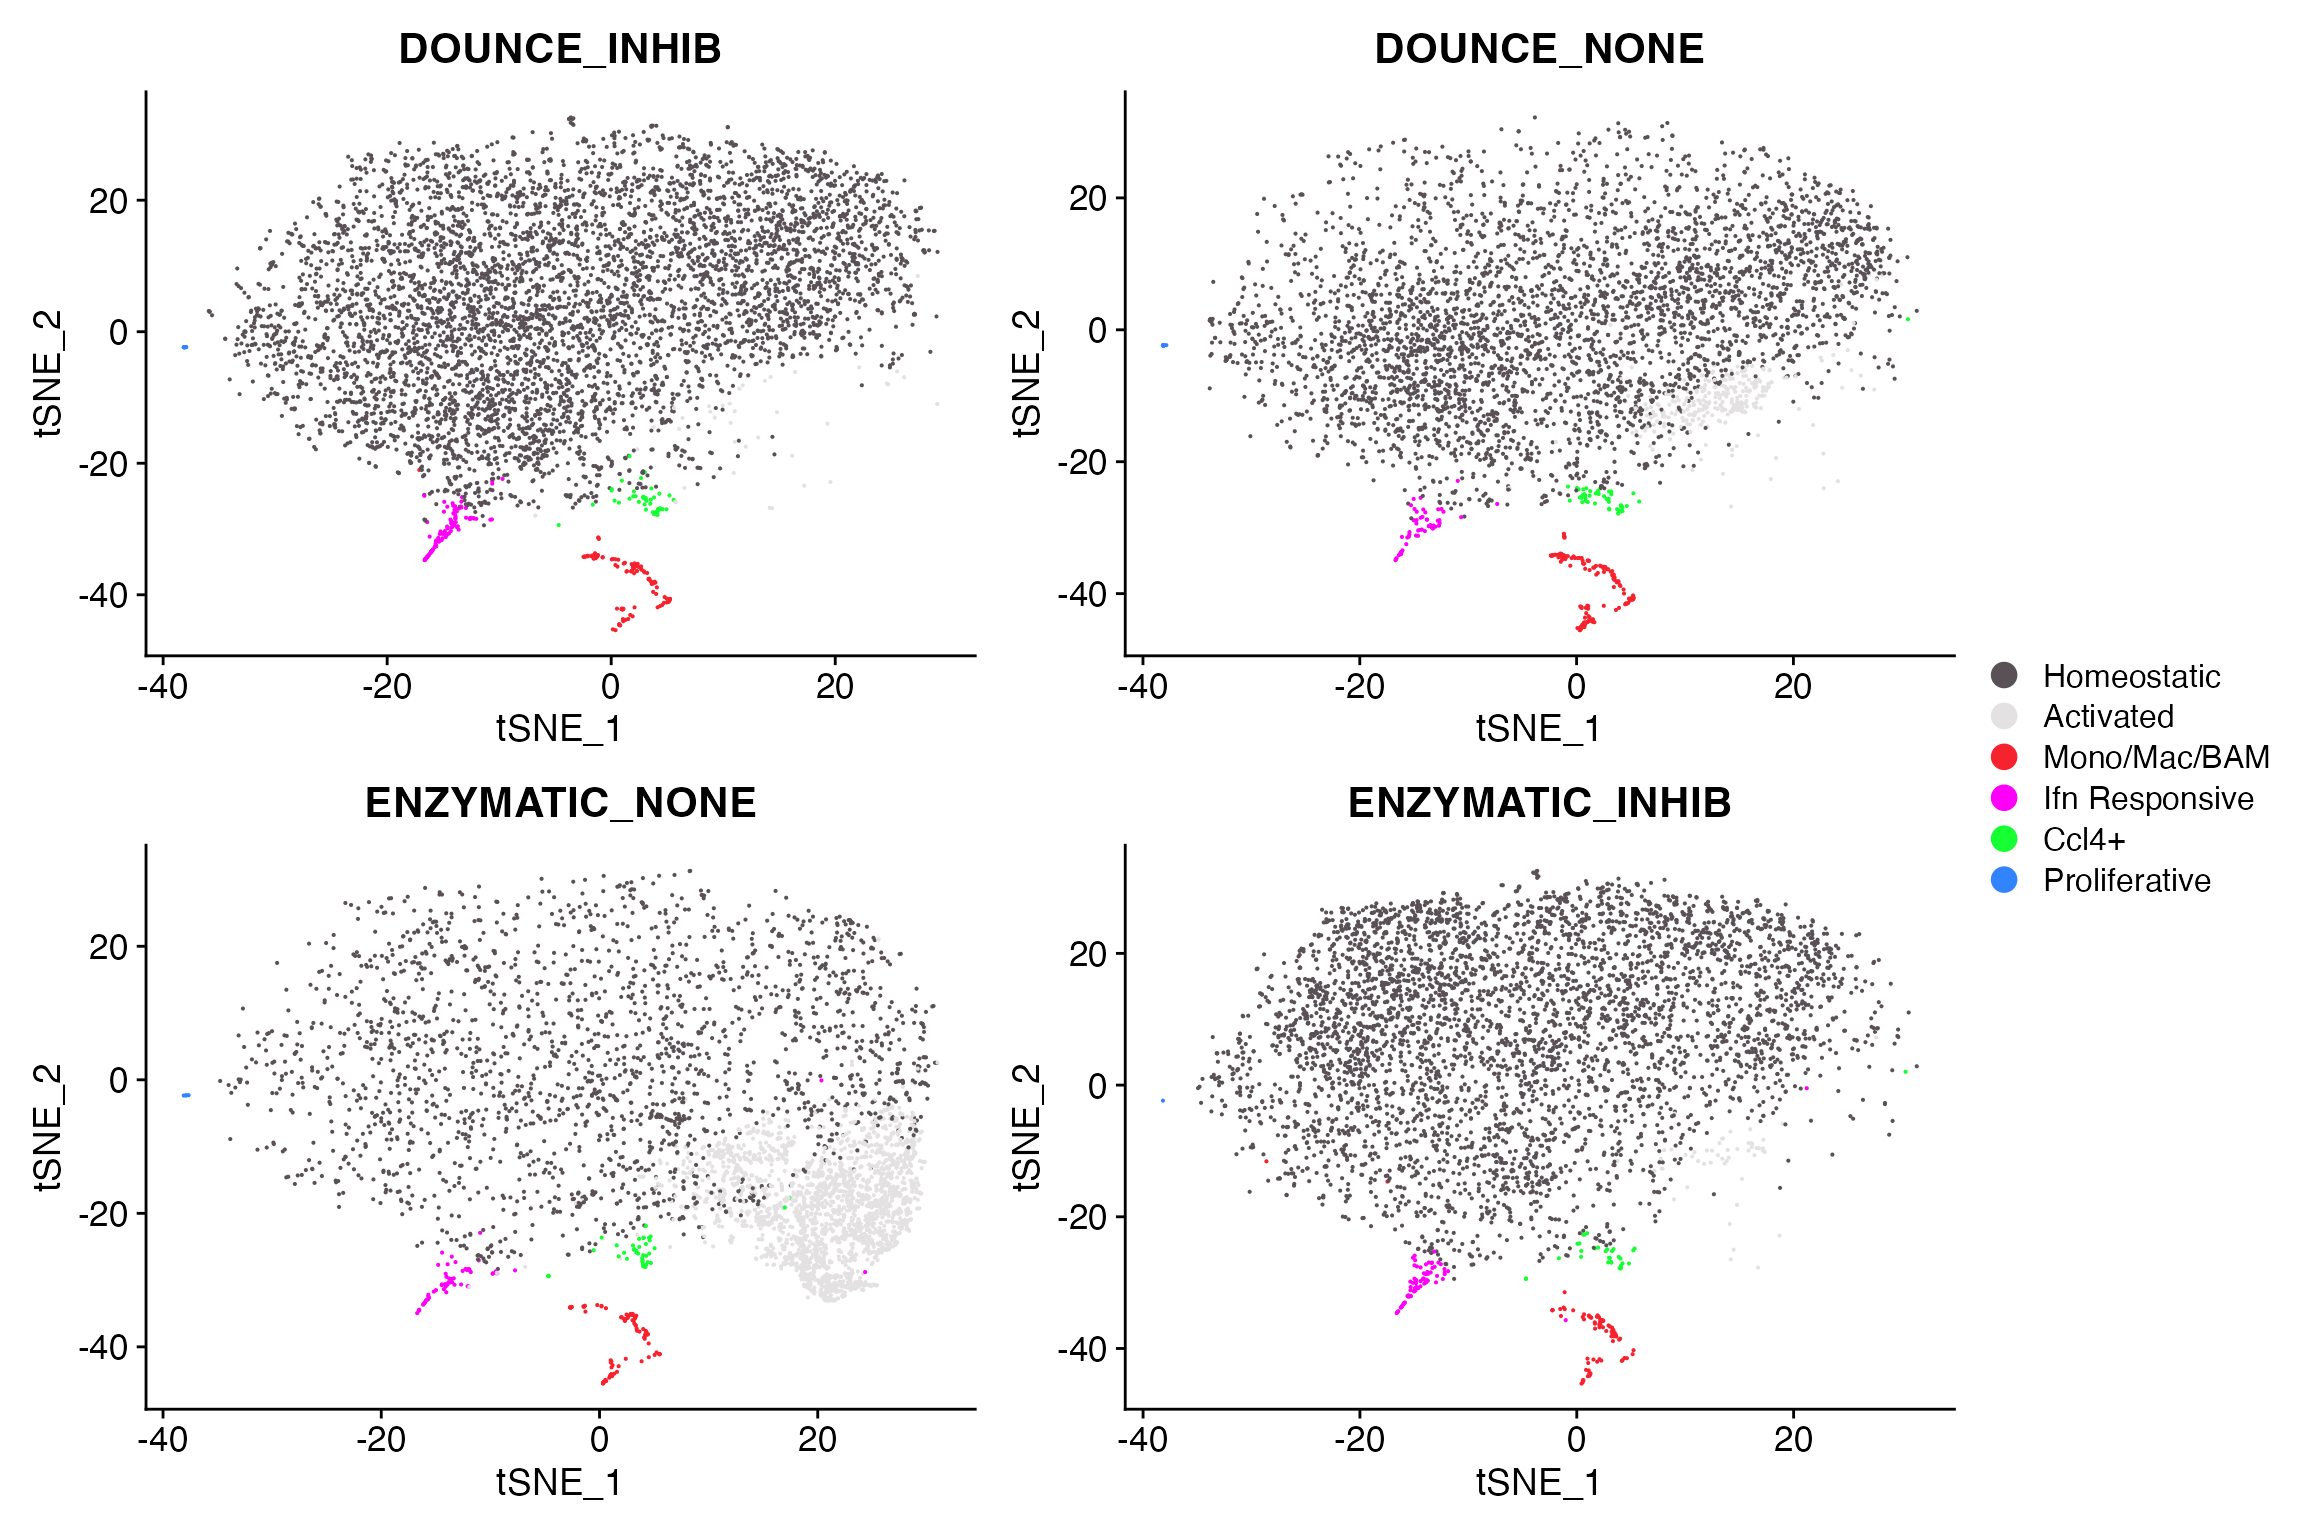 DOUNCE_INHIB
20
0
-20
-40
tSNE_2
-40 -20 0 20
tSNE_1
DOUNCE_NONE
20
0
-20
-40
tSNE_2
-40 -20 0 20
tSNE_1
ENZYMATIC_NONE
20
0
-20
-40
tSNE_2
-40 -20 0 20
tSNE_1
ENZYMATIC_INHIB
20
0
-20
-40
tSNE_2
-40 -20 0 20
tSNE_1
Homeostatic
Activated
Mono/Mac/BAM
Ifn Responsive
Ccl4+
Proliferative